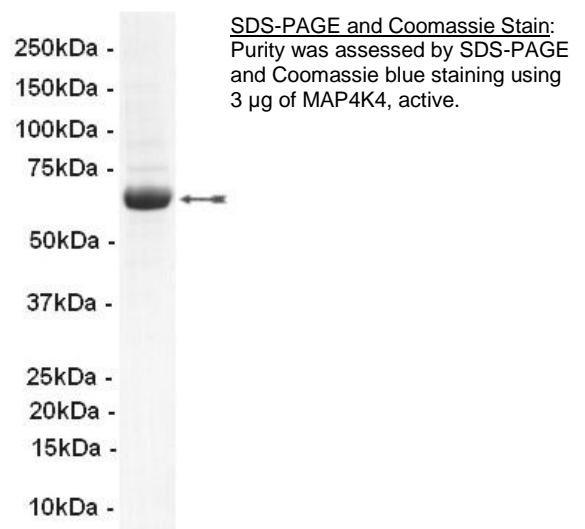 250kDa -
150kDa -
100kDa -
75kDa -
50kDa -
37kDa -
25kDa -
20kDa -
15kDa -
10kDa -
SDS-PAGE and Coomassie Stain:
Purity was assessed by SDS-PAGE
and Coomassie blue staining using
3 µg of MAP4K4, active.